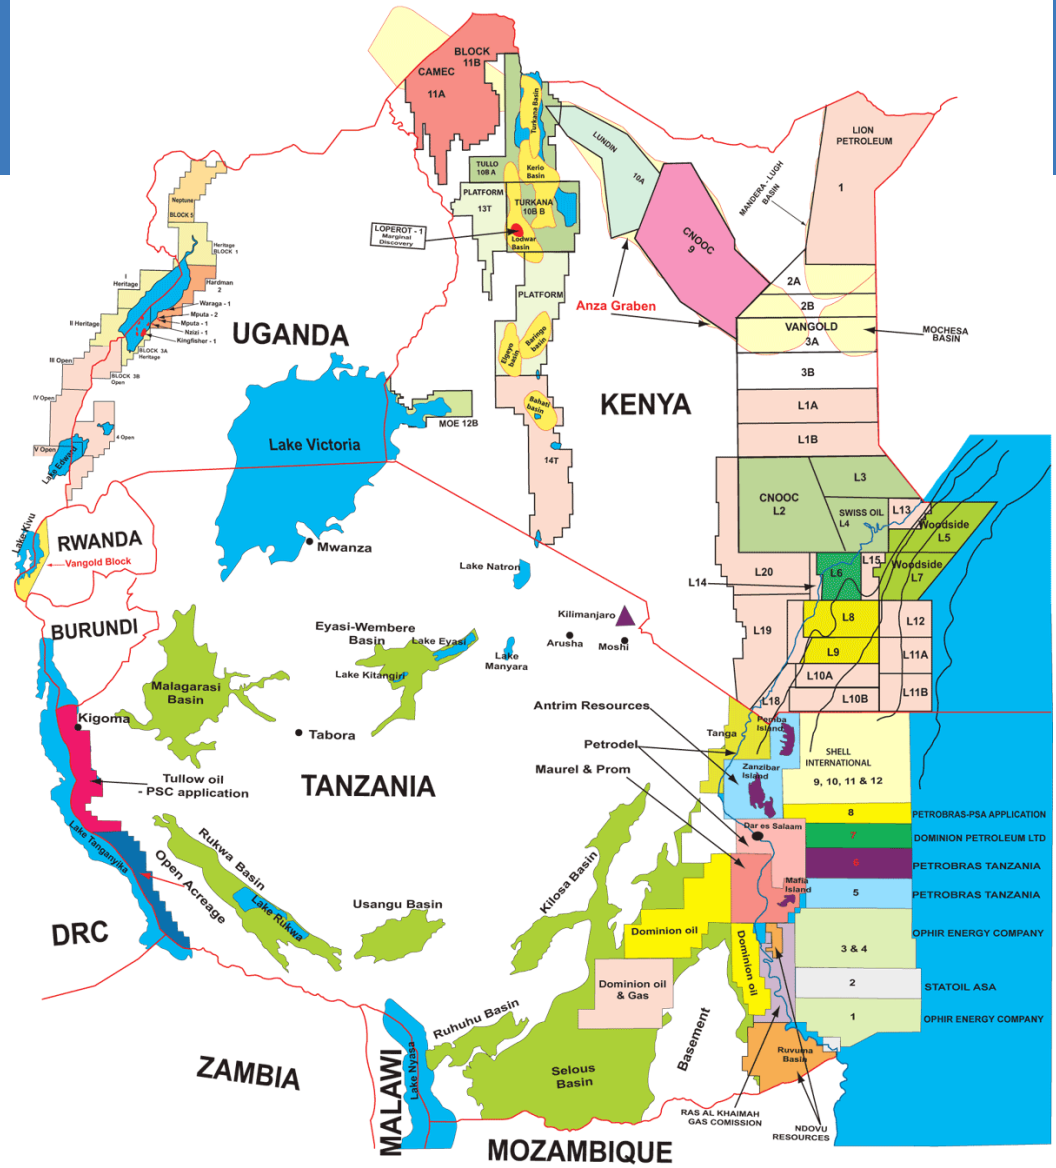 BLOCK
11B
CAMEC
11A
Turkana Basin
LUNDIN
10A
LION
PETROLEUM
1
MANDERA - LUGH
BASIN
TULLO
10B A
Kerio
Basin
PLATFORM
13T
TURKANA
10B B
LOPEROT - 1
Marginal
Discovery
Lodwar
Basin
CNOOC
9
Neptune
BLOCK 5
Heritage
BLOCK 1
I
Heritage
Hardman
2
Waraga - 1
Mputa - 2
Mputa - 1
Naizi - 1
Kingfisher - 1
II Heritage
BLOCK 3A
Heritage
III Open
BLOCK 3B
Open
IV Open
V Open
4 Open
Lake Edward
UGANDA
PLATFORM
Anza Graben
Elgeyo
basin
Baringo
basin
2A
2B
VANGOLD
3A
MOCHESA
BASIN
3B
KENYA
Bahati
basin
MOE 12B
14T
Lake Victoria
L1A
L1B
L3
CNOOC
L2
SWISS OIL
L4
L13
Woodside
L5
Woodside
L7
L15
L6
L14
L20
L8
L12
L19
L9
L11A
L10A
L10B
L11B
L18
Lake Kivu
RWANDA
Vangold Block
BURUNDI
Mwanza
Lake Natron
Kilimanjaro
Arusha
Moshi
Eyasi-Wembere
Basin
Lake Eyasi
Lake Kitangiri
Lake
Manyara
Malagarasi
Basin
Kigoma
Tabora
Antrim Resources
Petrodel
Maurel & Prom
Tanga
Pemba
Island
Zanzibar
Island
SHELL
INTERNATIONAL
9, 10, 11 & 12
Tullow oil
- PSC application
TANZANIA
8
PETROBRAS-PSA APPLICATION
Dar es Salaam
7
DOMINION PETROLEUM LTD
6
PETROBRAS TANZANIA
Mafia
Island
5
PETROBRAS TANZANIA
Lake Tanganyika
Open Acreage
Rukwa Basin
Lake Rukwa
Usangu Basin
Kilosa Basin
DRC
Dominion oil
Dominion oil
3 & 4
OPHIR ENERGY COMPANY
Dominion oil
& Gas
2
STATOIL ASA
1
OPHIR ENERGY COMPANY
Ruhuhu Basin
Basement
Ruvuma
Basin
Selous
Basin
ZAMBIA
MALAWI
Lake Nyasa
RAS AL KHAIMAH
GAS COMISSION
NDOVU
RESOURCES
MOZAMBIQUE